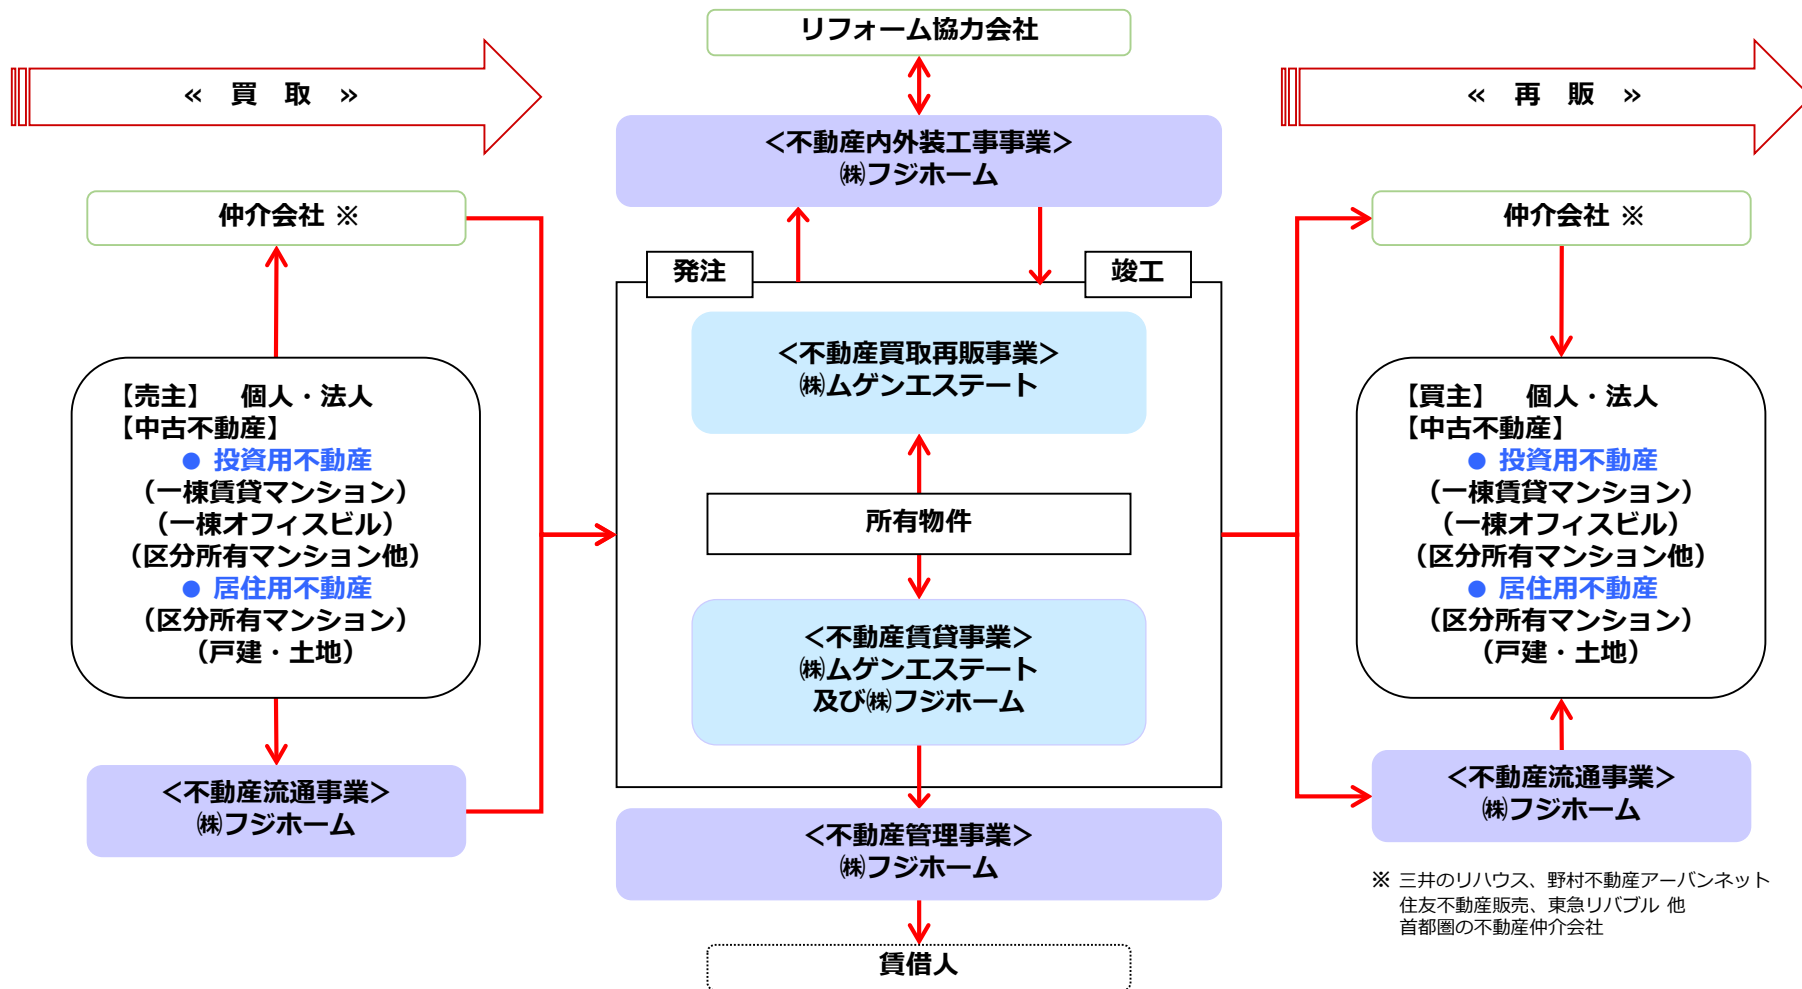 リフォーム協力会社
« 買 取 »
« 再 販 »
＜不動産内外装工事事業＞
㈱フジホーム
仲介会社 ※
発注
竣工
【売主】 個人・法人
【中古不動産】
● 投資用不動産
（一棟賃貸マンション）
（一棟オフィスビル）
（区分所有マンション他）
● 居住用不動産
（区分所有マンション）
（戸建・土地）
＜不動産流通事業＞
㈱フジホーム
＜不動産買取再販事業＞
㈱ムゲンエステート
所有物件
＜不動産賃貸事業＞
㈱ムゲンエステート
及び㈱フジホーム
＜不動産管理事業＞
㈱フジホーム
賃借人
仲介会社 ※
【買主】 個人・法人
【中古不動産】
● 投資用不動産
（一棟賃貸マンション）
（一棟オフィスビル）
（区分所有マンション他）
● 居住用不動産
（区分所有マンション）
（戸建・土地）
＜不動産流通事業＞
㈱フジホーム
※ 三井のリハウス、野村不動産アーバンネット
住友不動産販売、東急リバブル 他
首都圏の不動産仲介会社